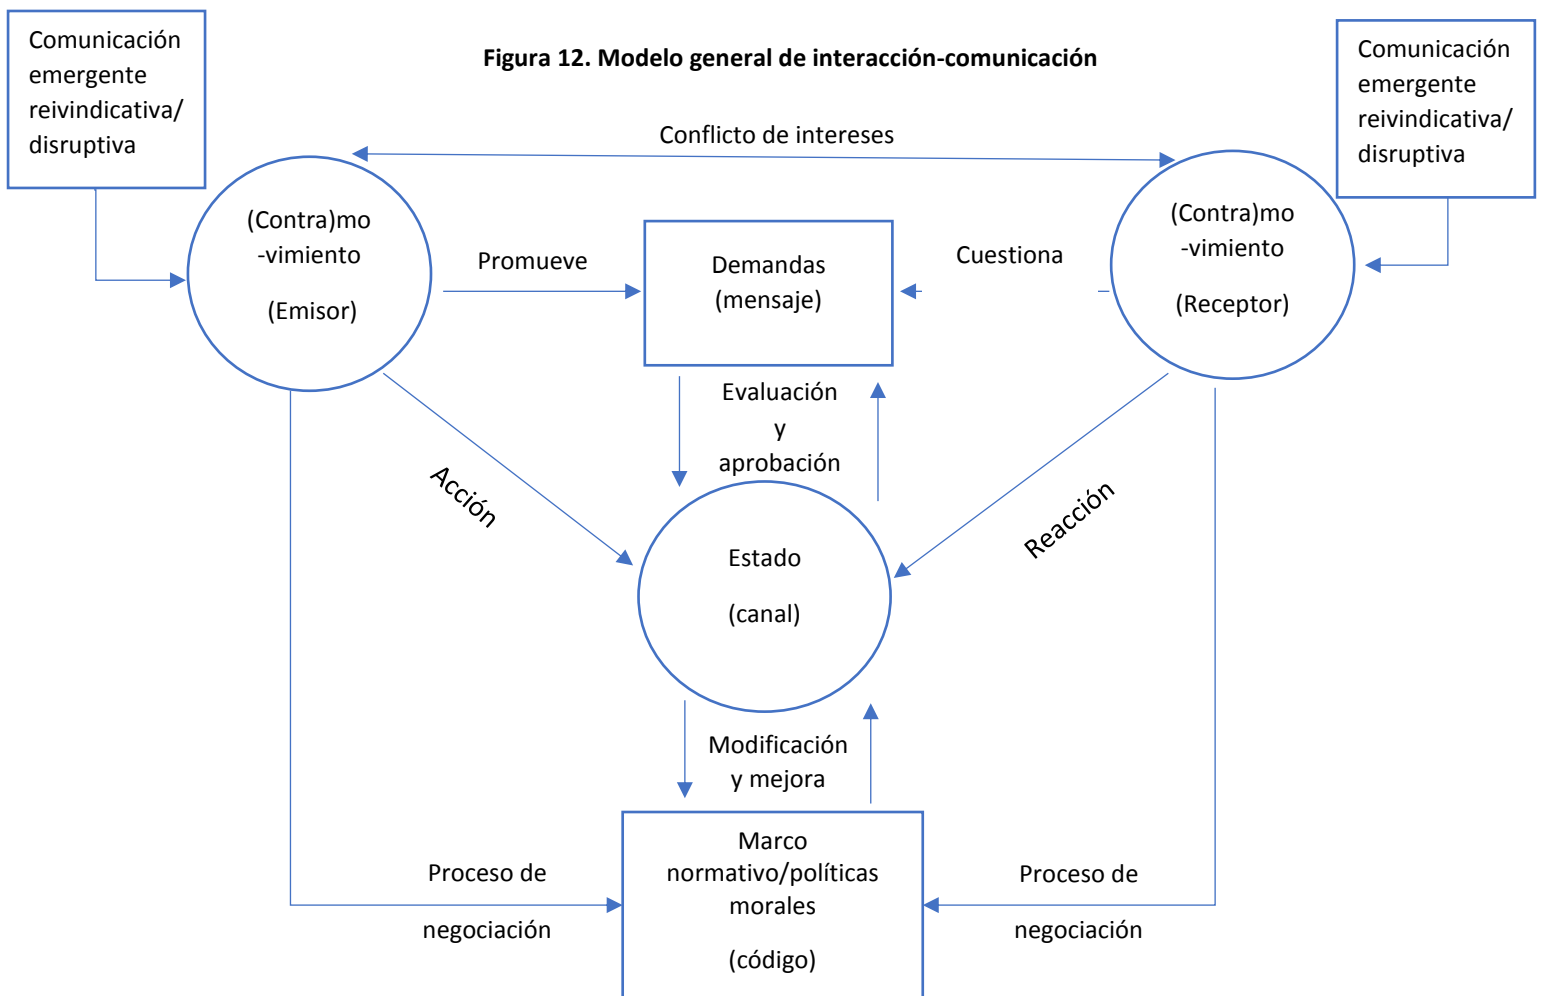 Comunicación
emergente
reivindicativa/
disruptiva
Figura 12. Modelo general de interacción-comunicación
Comunicación
emergente
reivindicativa/
disruptiva
Conflicto de intereses
(Contra)mo
-vimiento
(Emisor)
Promueve
Demandas
(mensaje)
Cuestiona
(Contra)mo
-vimiento
(Receptor)
Evaluación
y
aprobación
Acción
Reacción
Estado
(canal)
Modificación
y mejora
Proceso de
negociación
Marco
normativo/políticas
morales
(código)
Proceso de
negociación